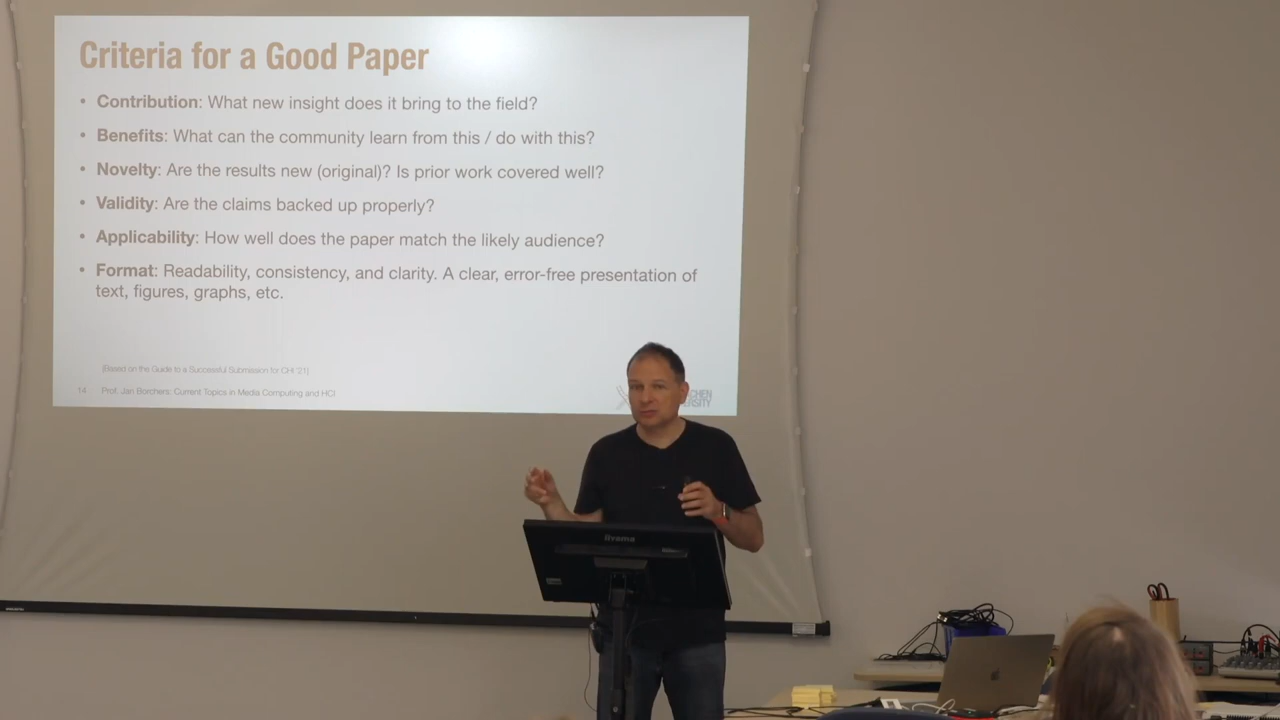 Criteria for a Good Paper
• Contribution: What new insight does it bring to the field?
• Benefits: What can the community learn from this / do with this?
• Novelty: Are the results new (original)? Is prior work covered well?
• Validity: Are the claims backed up properly?
• Applicability: How well does the paper match the likely audience?
• Format: Readability, consistency, and clarity. A clear, error-free presentation of
text, figures, graphs, etc.
[Based on the Guide to a Successful Submission for CHI '21]
14 Prof. Jan Borchers: Current Topics in Media Computing and HCI
iiyama